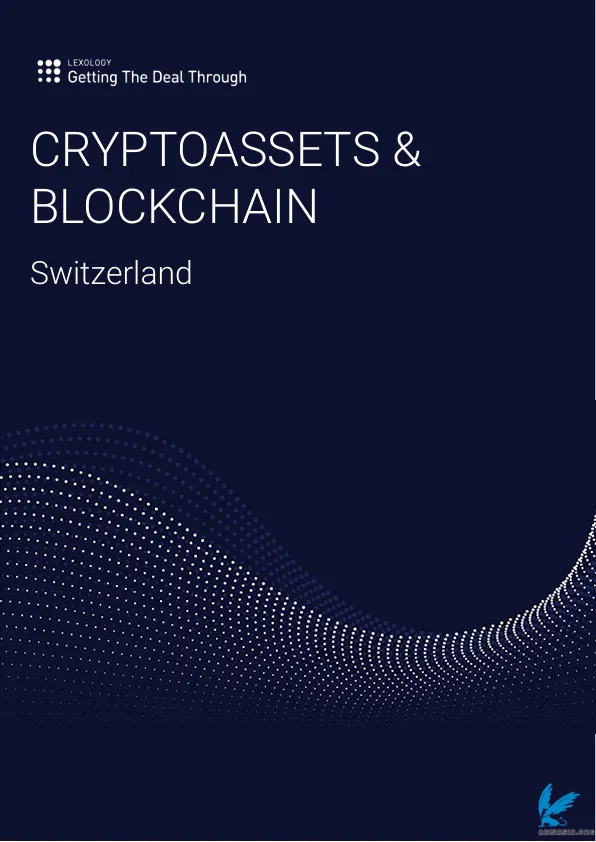 LEXOLOGY
Getting The Deal Through
CRYPTOASSETS &
BLOCKCHAIN
Switzerland